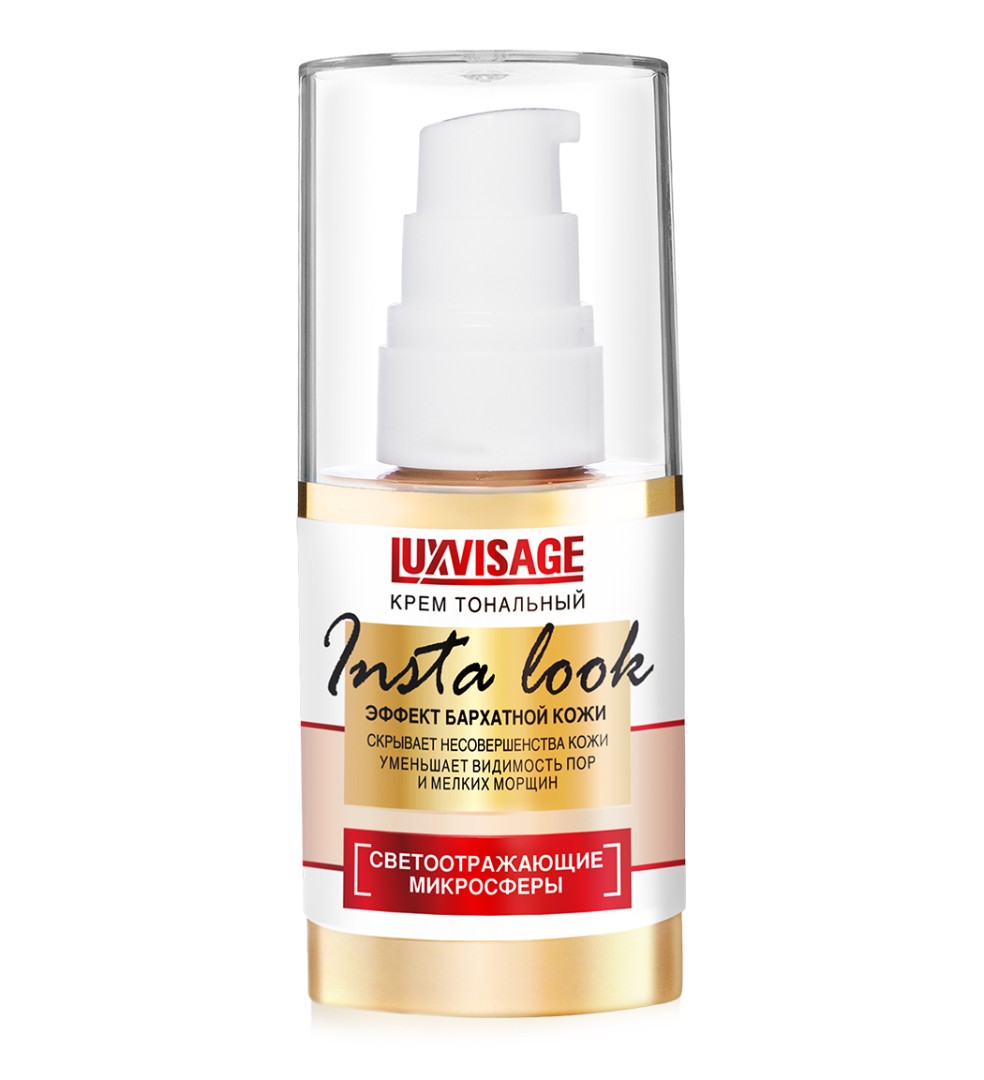 LUXVISAGE
КРЕМ ТОНАЛЬНЫЙ
Insta look
ЭФФЕКТ БАРХАТНОЙ КОЖИ
СКРЫВАЕТ НЕСОВЕРШЕНСТВА КОЖИ
УМЕНЬШАЕТ ВИДИМОСТЬ ПОР
И МЕЛКИХ МОРЩИН
СВЕТООТРАЖАЮЩИЕ
МИКРОСФЕРЫ